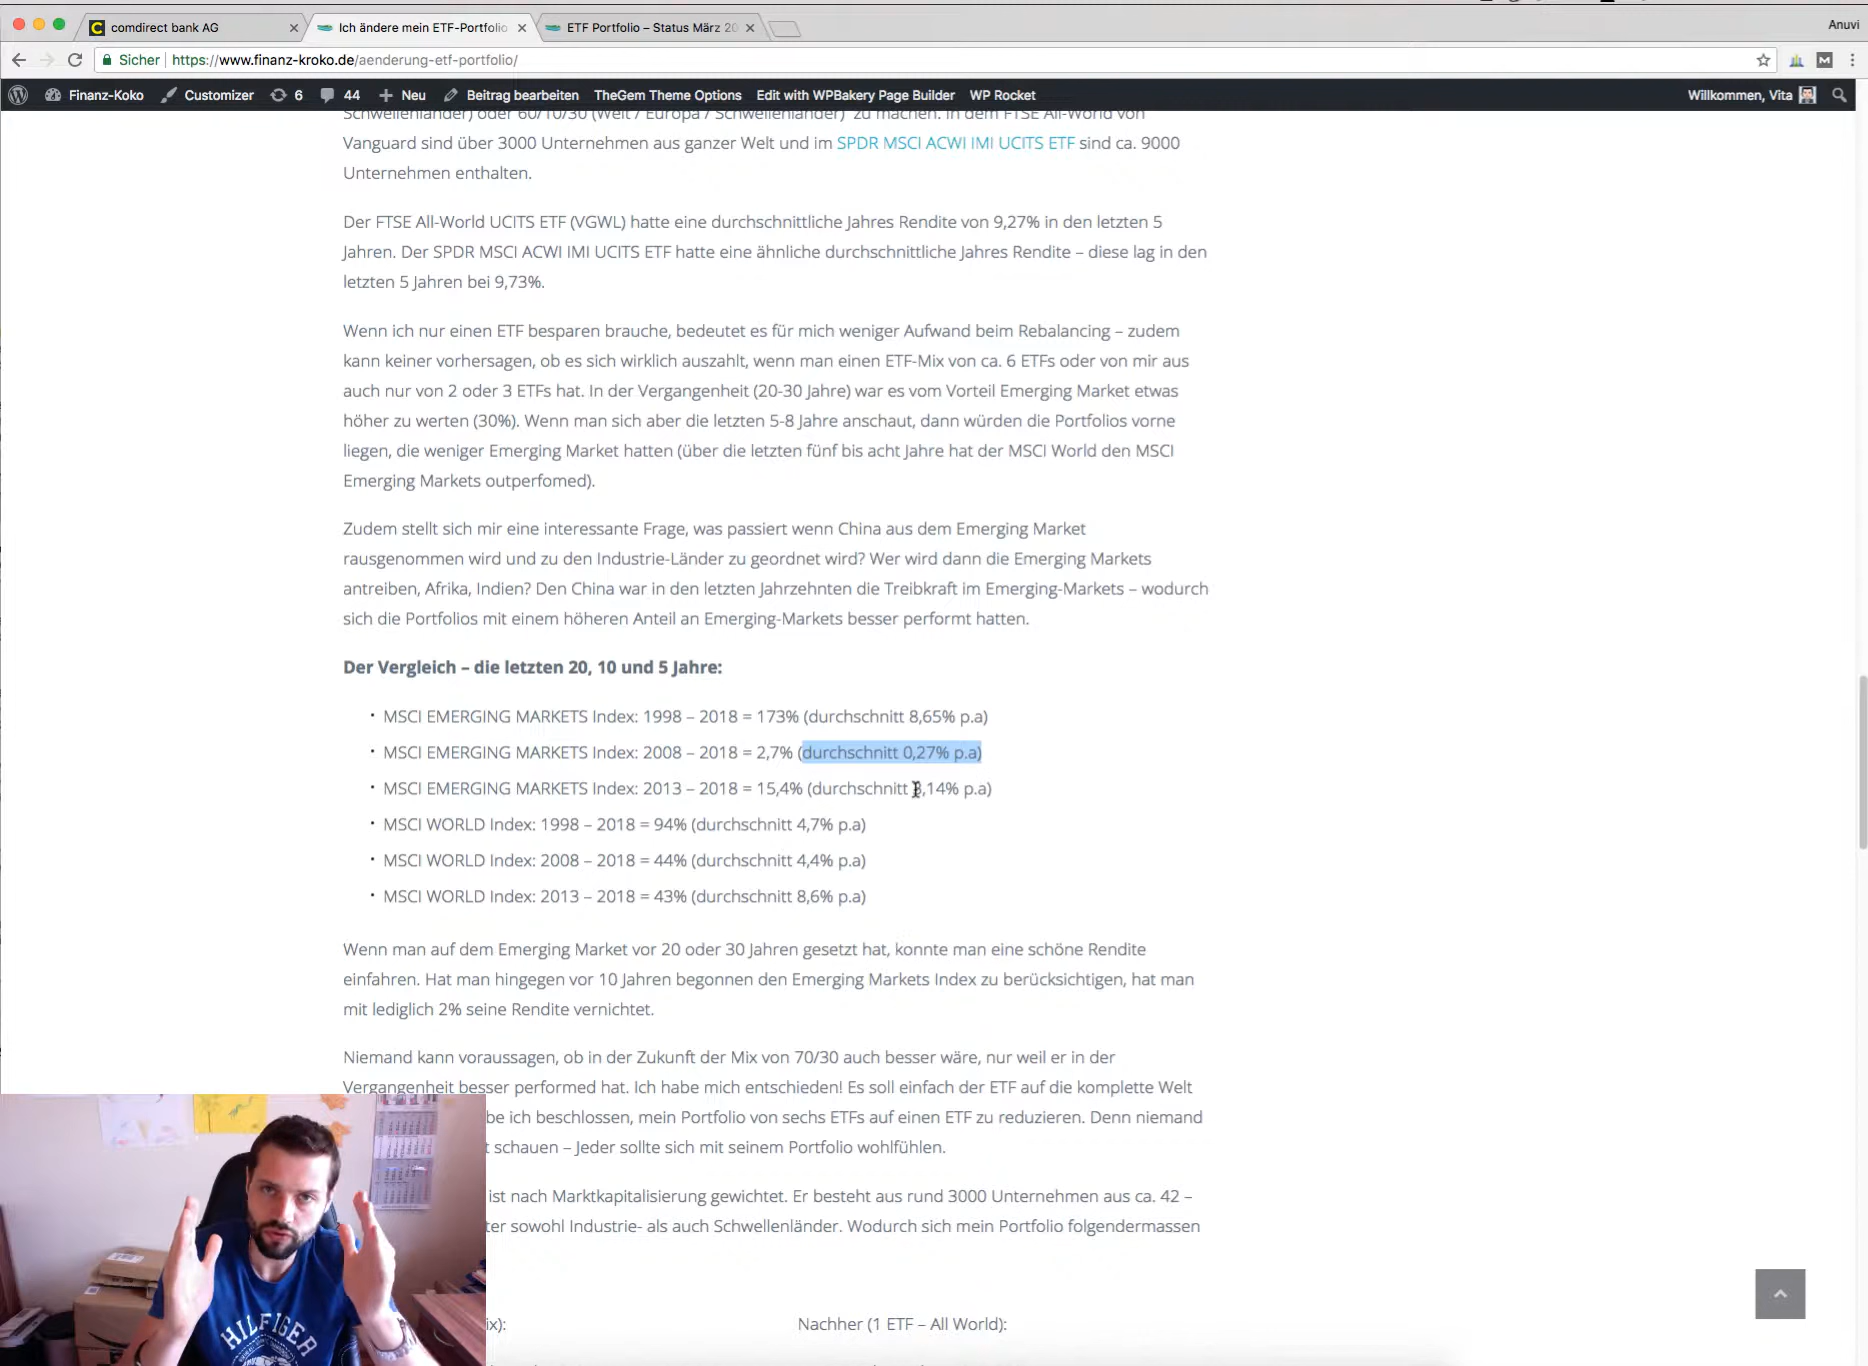 comdirect bank AG
Ich ändere mein ETF-Portfolio
ETF Portfolio – Status März 20
Anuvi
Sicher
https://www.finanz-kroko.de/aenderung-etf-portfolio/
Finanz-Koko
Customizer
6
44
Neu
Beitrag bearbeiten
TheGem Theme Options
Edit with WPBakery Page Builder
WP Rocket
Willkommen, Vita
Schwellenländer) oder 60/10/30 (Welt / Europa / Schwellenländer) zu machen. In dem FTSE All-World von
Vanguard sind über 3000 Unternehmen aus ganzer Welt und im SPDR MSCI ACWI IMI UCITS ETF sind ca. 9000
Unternehmen enthalten.
Der FTSE All-World UCITS ETF (VGWL) hatte eine durchschnittliche Jahres Rendite von 9,27% in den letzten 5
Jahren. Der SPDR MSCI ACWI IMI UCITS ETF hatte eine ähnliche durchschnittliche Jahres Rendite – diese lag in den
letzten 5 Jahren bei 9,73%.
Wenn ich nur einen ETF besparen brauche, bedeutet es für mich weniger Aufwand beim Rebalancing – zudem
kann keiner vorhersagen, ob es sich wirklich auszahlt, wenn man einen ETF-Mix von ca. 6 ETFs oder von mir aus
auch nur von 2 oder 3 ETFs hat. In der Vergangenheit (20-30 Jahre) war es vom Vorteil Emerging Market etwas
höher zu werten (30%). Wenn man sich aber die letzten 5-8 Jahre anschaut, dann würden die Portfolios vorne
liegen, die weniger Emerging Market hatten (über die letzten fünf bis acht Jahre hat der MSCI World den MSCI
Emerging Markets outperfomed).
Zudem stellt sich mir eine interessante Frage, was passiert wenn China aus dem Emerging Market
rausgenommen wird und zu den Industrie-Länder zu geordnet wird? Wer wird dann die Emerging Markets
antreiben, Afrika, Indien? Den China war in den letzten Jahrzehnten die Treibkraft im Emerging-Markets – wodurch
sich die Portfolios mit einem höheren Anteil an Emerging-Markets besser performt hatten.
Der Vergleich – die letzten 20, 10 und 5 Jahre:
• MSCI EMERGING MARKETS Index: 1998 – 2018 = 173% (durchschnitt 8,65% p.a)
• MSCI EMERGING MARKETS Index: 2008 – 2018 = 2,7% (durchschnitt 0,27% p.a)
• MSCI EMERGING MARKETS Index: 2013 – 2018 = 15,4% (durchschnitt ,14% p.a)
• MSCI WORLD Index: 1998 – 2018 = 94% (durchschnitt 4,7% p.a)
• MSCI WORLD Index: 2008 – 2018 = 44% (durchschnitt 4,4% p.a)
• MSCI WORLD Index: 2013 – 2018 = 43% (durchschnitt 8,6% p.a)
Wenn man auf dem Emerging Market vor 20 oder 30 Jahren gesetzt hat, konnte man eine schöne Rendite
einfahren. Hat man hingegen vor 10 Jahren begonnen den Emerging Markets Index zu berücksichtigen, hat man
mit lediglich 2% seine Rendite vernichtet.
Niemand kann voraussagen, ob in der Zukunft der Mix von 70/30 auch besser wäre, nur weil er in der
Vergangenheit besser performed hat. Ich habe mich entschieden! Es soll einfach der ETF auf die komplette Welt
be ich beschlossen, mein Portfolio von sechs ETFs auf einen ETF zu reduzieren. Denn niemand
t schauen – Jeder sollte sich mit seinem Portfolio wohlfühlen.
ist nach Marktkapitalisierung gewichtet. Er besteht aus rund 3000 Unternehmen aus ca. 42 –
ter sowohl Industrie- als auch Schwellenländer. Wodurch sich mein Portfolio folgendermassen
ix):
Nachher (1 ETF – All World):
HILFIGER